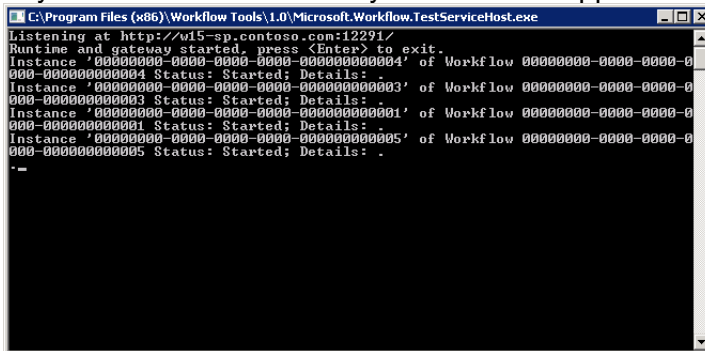 C:\Program Files (x86)\Workflow Tools\1.0\Microsoft.Workflow.TestServiceHost.exe
Listening at http://w15-sp.contoso.com:12291/
Runtime and gateway started, press <Enter> to exit.
Instance '00000000-0000-0000-0000-000000000004' of Workflow 00000000-0000-0000-0
000-000000000004 Status: Started; Details: .
Instance '00000000-0000-0000-0000-000000000003' of Workflow 00000000-0000-0000-0
000-000000000003 Status: Started; Details: .
Instance '00000000-0000-0000-0000-000000000001' of Workflow 00000000-0000-0000-0
000-000000000001 Status: Started; Details: .
Instance '00000000-0000-0000-0000-000000000005' of Workflow 00000000-0000-0000-0
000-000000000005 Status: Started; Details: .
._